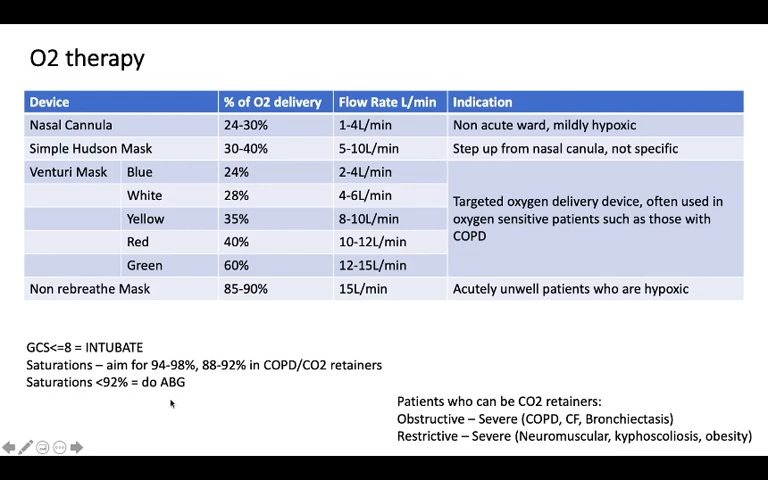 O2 therapy
Device % of O2 delivery Flow Rate L/min Indication
Nasal Cannula 24-30% 1-4L/min Non acute ward, mildly hypoxic
Simple Hudson Mask 30-40% 5-10L/min Step up from nasal canula, not specific
Venturi Mask Blue 24% 2-4L/min
White 28% 4-6L/min
Yellow 35% 8-10L/min
Red 40% 10-12L/min
Green 60% 12-15L/min
Targeted oxygen delivery device, often used in
oxygen sensitive patients such as those with
COPD
Non rebreathe Mask 85-90% 15L/min Acutely unwell patients who are hypoxic
GCS<=8 = INTUBATE
Saturations – aim for 94-98%, 88-92% in COPD/CO2 retainers
Saturations <92% = do ABG
Patients who can be CO2 retainers:
Obstructive – Severe (COPD, CF, Bronchiectasis)
Restrictive – Severe (Neuromuscular, kyphoscoliosis, obesity)